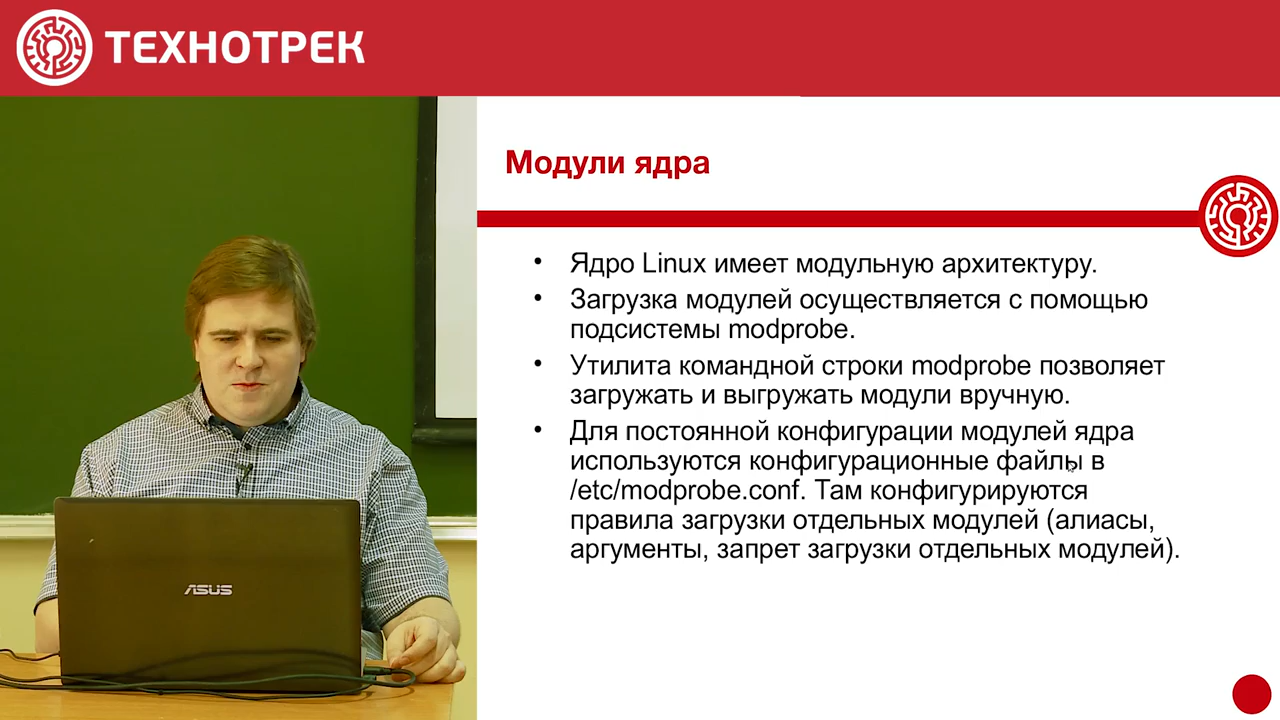 ТЕХНОТРЕК
Модули ядра
• Ядро Linux имеет модульную архитектуру.
• Загрузка модулей осуществляется с помощью
подсистемы modprobe.
• Утилита командной строки modprobe позволяет
загружать и выгружать модули вручную.
• Для постоянной конфигурации модулей ядра
используются конфигурационные файлы в
/etc/modprobe.conf. Там конфигурируются
правила загрузки отдельных модулей (алиасы,
аргументы, запрет загрузки отдельных модулей).
ASUS